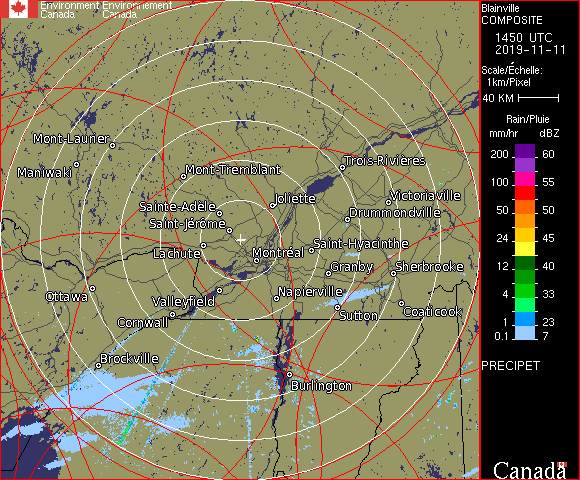 Environment Environnement
Canada Canada
Blainville
COMPOSITE
1450 UTC
2019-11-11
Scale/Échelle:
1km/Pixel
40 KM
Rain/Pluie
mm/hr dBZ
200 60
100 55
50 50
24 45
12 40
4 33
1 23
0.1 7
PRECIPET
Mont-Laurier
Maniwaki
Mont-Tremblant
Trois-Rivières
Joliette
Victoriaville
Sainte-Adèle
Drummondville
Saint-Jérôme
Lachute
Saint-Hyacinthe
Montréal
Granby
Sherbrooke
Ottawa
Valleyfield
Napierville
Coaticook
Cornwall
Sutton
Brockville
Burlington
Canada